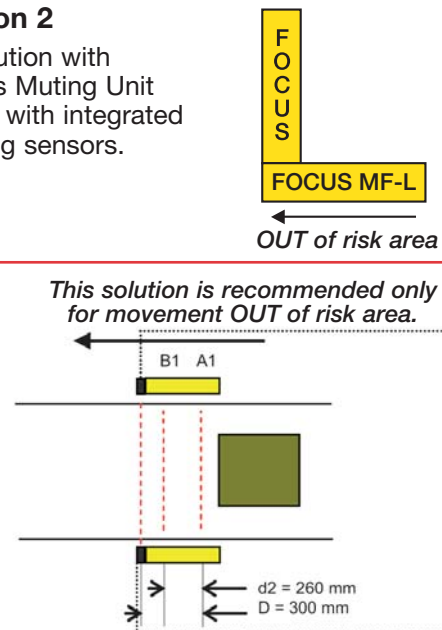 on 2
ution with
s Muting Unit
with integrated
g sensors.
FOCUS
FOCUS MF-L
OUT of risk area
This solution is recommended only
for movement OUT of risk area.
B1 A1
d2 = 260 mm
D = 300 mm